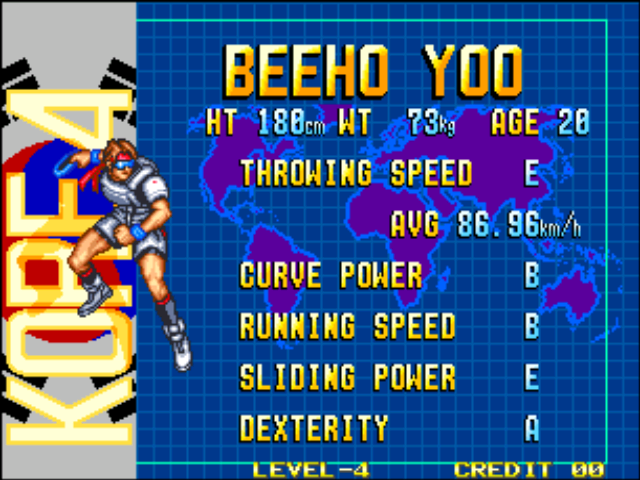 KOREA
BEEHO YOO
HT 180cm WT 73kg AGE 20
THROWING SPEED E
AVG 86.96km/h
CURVE POWER B
RUNNING SPEED B
SLIDING POWER E
DEXTERITY A
LEVEL-4 CREDIT 00